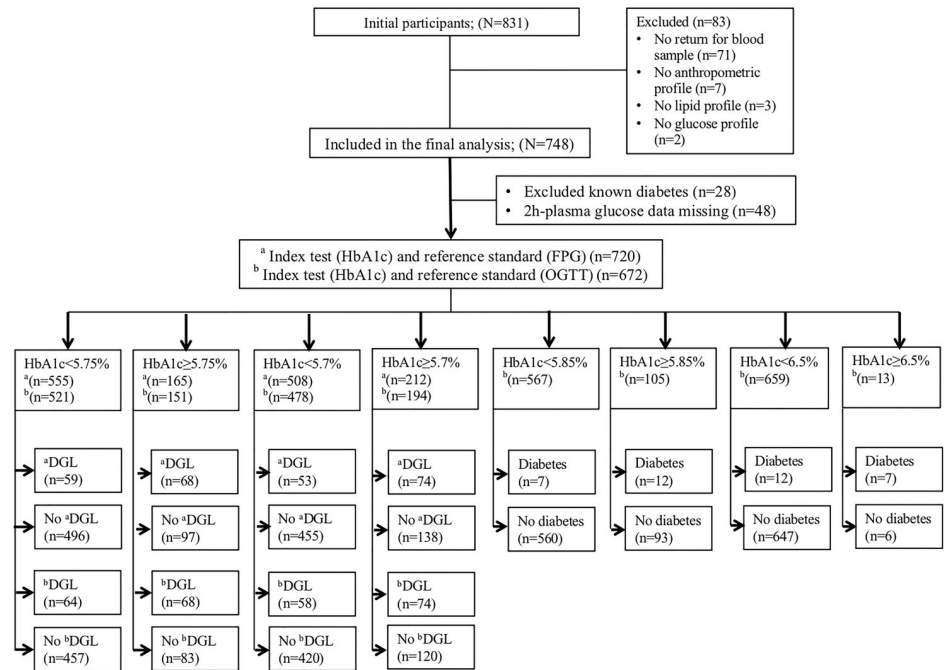 Initial participants; (N=831)
Excluded (n=83)
• No return for blood
sample (n=71)
• No anthropometric
profile (n=7)
• No lipid profile (n=3)
• No glucose profile
(n=2)
Included in the final analysis; (N=748)
• Excluded known diabetes (n=28)
• 2h-plasma glucose data missing (n=48)
a Index test (HbA1c) and reference standard (FPG) (n=720)
b Index test (HbA1c) and reference standard (OGTT) (n=672)
HbA1c<5.75%
a(n=555)
b(n=521)
HbA1c≥5.75%
a(n=165)
b(n=151)
HbA1c<5.7%
a(n=508)
b(n=478)
HbA1c≥5.7%
a(n=212)
b(n=194)
HbA1c<5.85%
b(n=567)
HbA1c≥5.85%
b(n=105)
HbA1c<6.5%
b(n=659)
HbA1c≥6.5%
b(n=13)
aDGL
(n=59)
aDGL
(n=68)
aDGL
(n=53)
aDGL
(n=74)
Diabetes
(n=7)
Diabetes
(n=12)
Diabetes
(n=12)
Diabetes
(n=7)
No aDGL
(n=496)
No aDGL
(n=97)
No aDGL
(n=455)
No aDGL
(n=138)
No diabetes
(n=560)
No diabetes
(n=93)
No diabetes
(n=647)
No diabetes
(n=6)
bDGL
(n=64)
bDGL
(n=68)
bDGL
(n=58)
bDGL
(n=74)
No bDGL
(n=457)
No bDGL
(n=83)
No bDGL
(n=420)
No bDGL
(n=120)